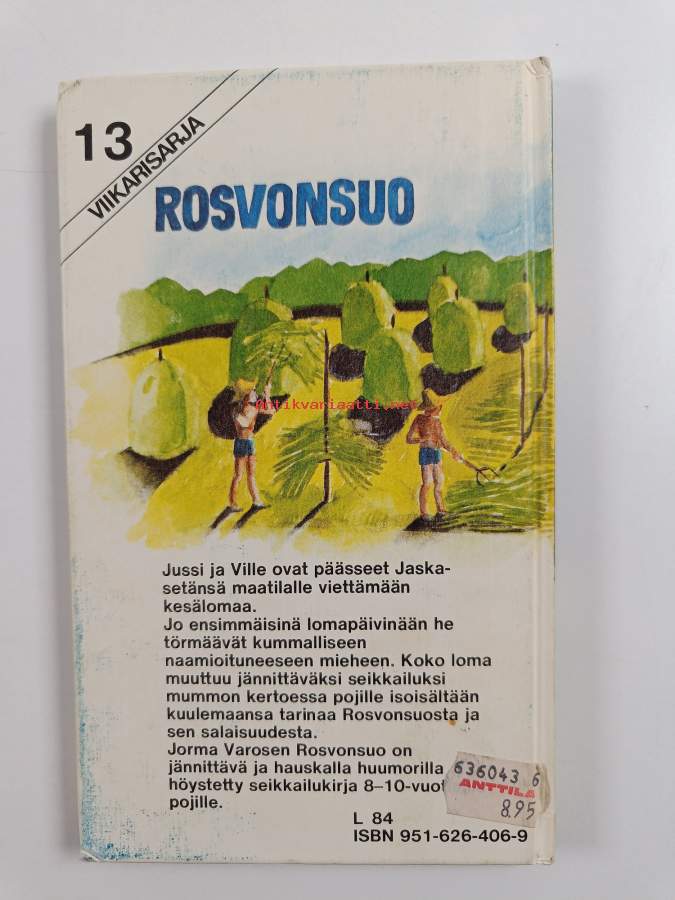 13
VIIKARISARJA
ROSVONSUO
Antikvariaatti.net
Jussi ja Ville ovat päässeet Jaska-
setänsä maatilalle viettämään
kesälomaa.
Jo ensimmäisinä lomapäivinään he
törmäävät kummalliseen
naamioituneeseen mieheen. Koko loma
muuttuu jännittäväksi seikkailuksi
mummon kertoessa pojille isoisältään
kuulemaansa tarinaa Rosvonsuosta ja
sen salaisuudesta.
Jorma Varosen Rosvonsuo on
jännittävä ja hauskalla huumorilla
höystetty seikkailukirja 8–10-vuot
pojille.
636043 6
ANTTILA
8.95
L 84
ISBN 951-626-406-9